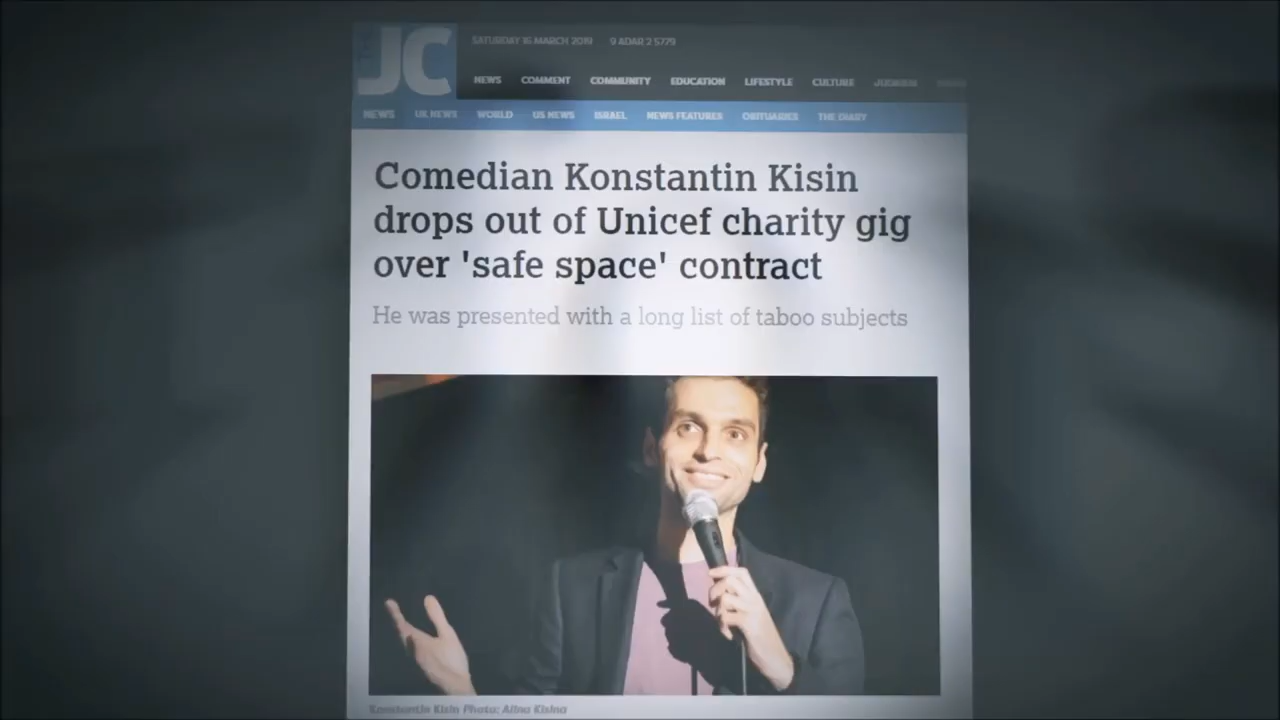 THE JC
SATURDAY 16 MARCH 2019 9 ADAR 2 5779
NEWS COMMENT COMMUNITY EDUCATION LIFESTYLE CULTURE JUDAISM
NEWS UK NEWS WORLD US NEWS ISRAEL NEWS FEATURES OBITUARIES THE DIARY
Comedian Konstantin Kisin
drops out of Unicef charity gig
over 'safe space' contract
He was presented with a long list of taboo subjects
Konstantin Kisin Photo: Alina Kisina